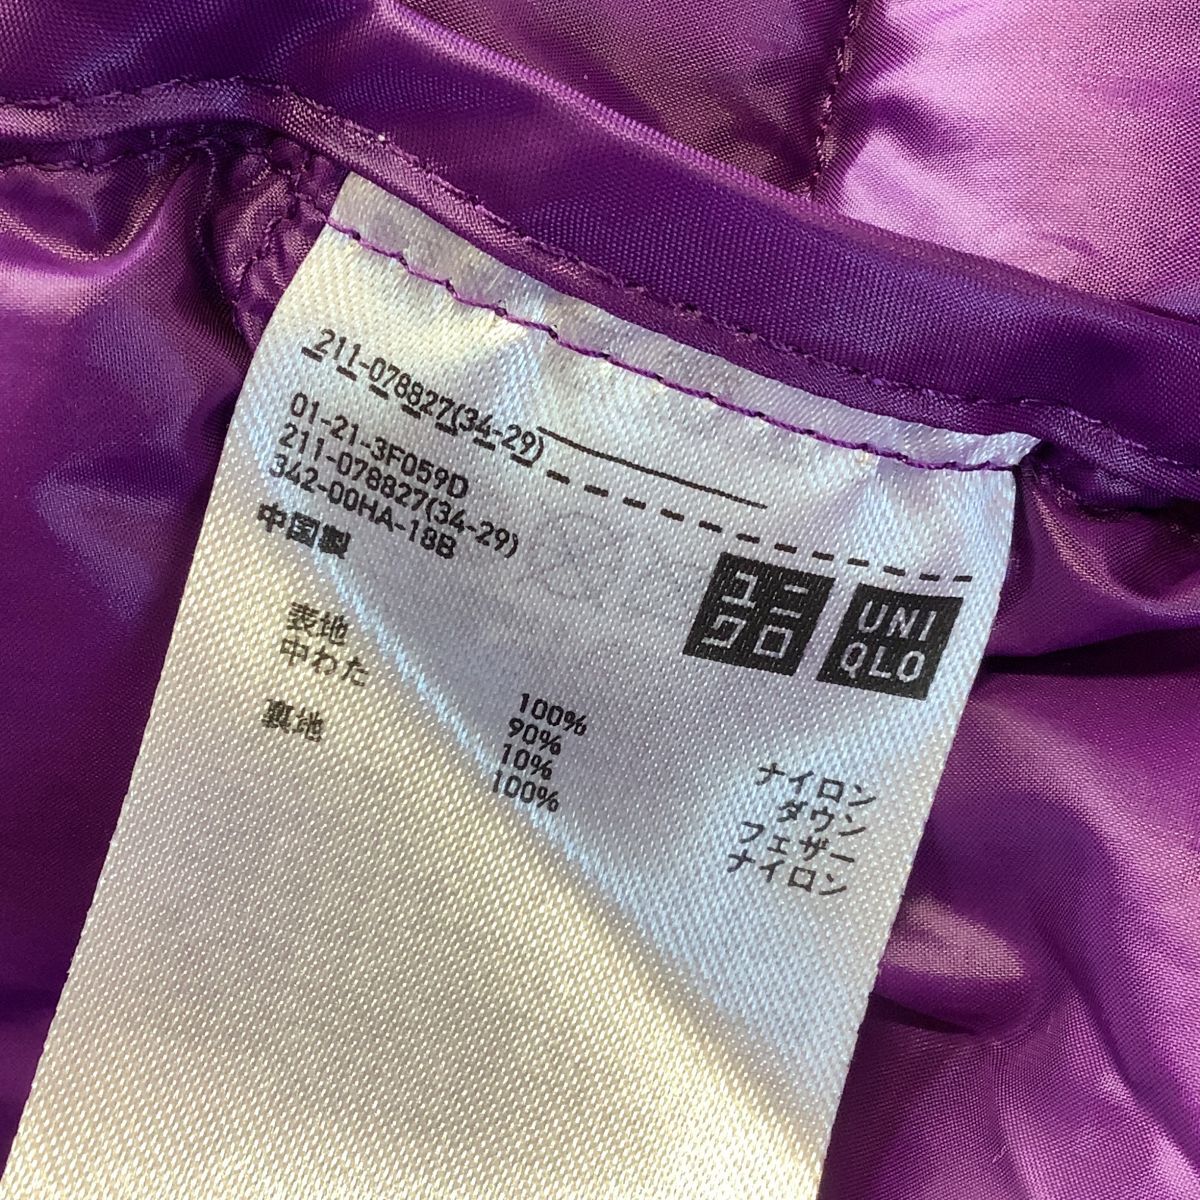 211-078827(34-29)
01-21-3F059D
211-078827(34-29)
342-00HA-18B
中国製
ユニクロ
UNIQLO
表地 100% ナイロン
中わた 90% ダウン
10% フェザー
裏地 100% ナイロン